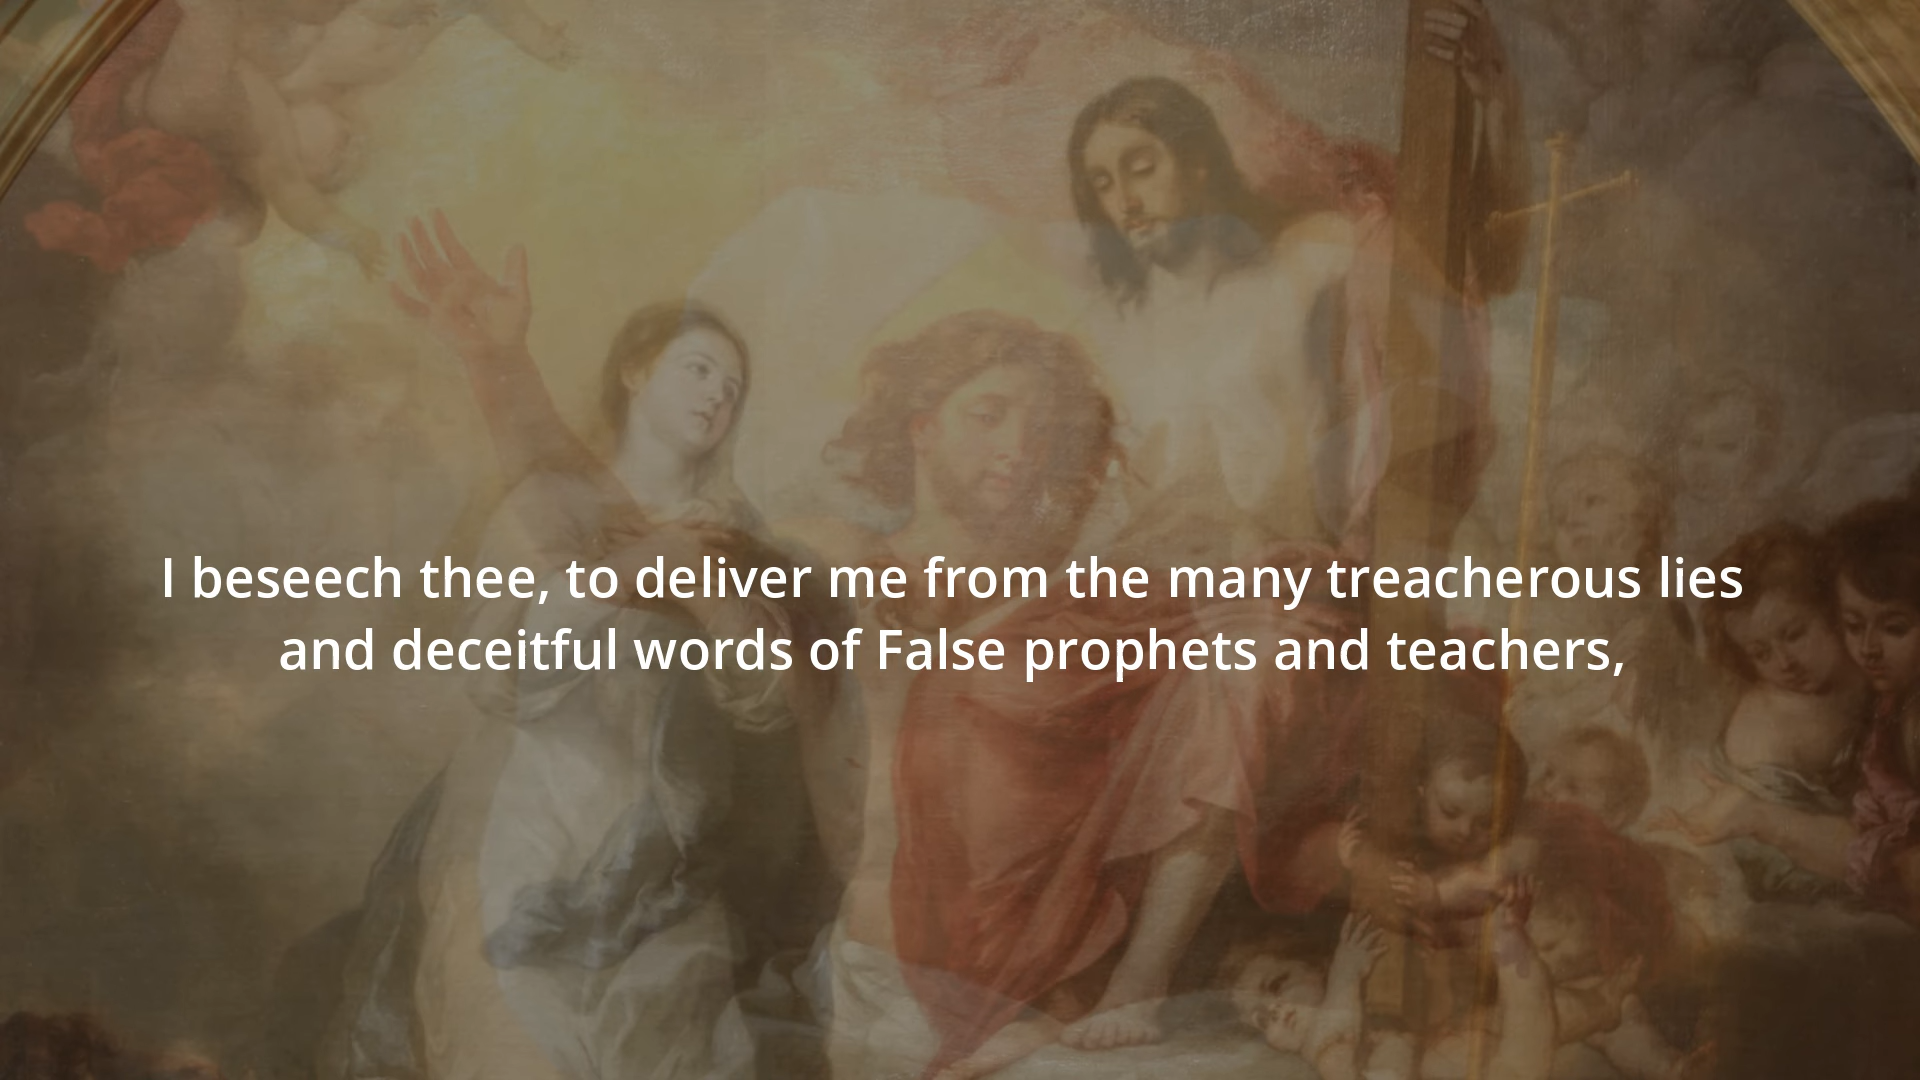 I beseech thee, to deliver me from the many treacherous lies
and deceitful words of False prophets and teachers,